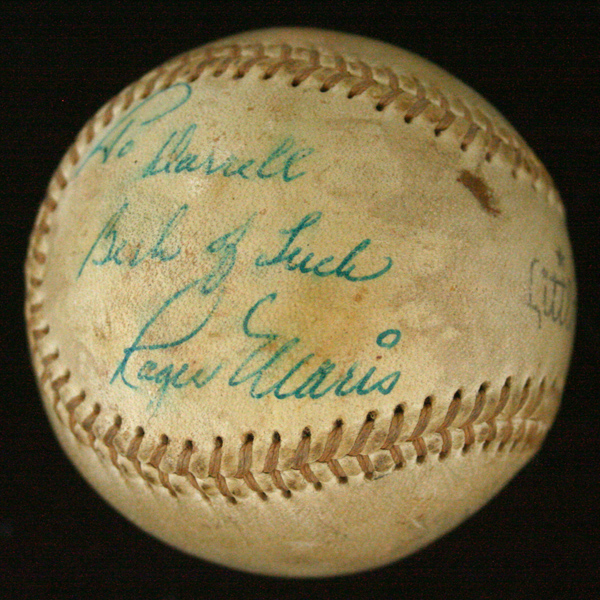 To Darrell
Best of Luck
Roger Maris